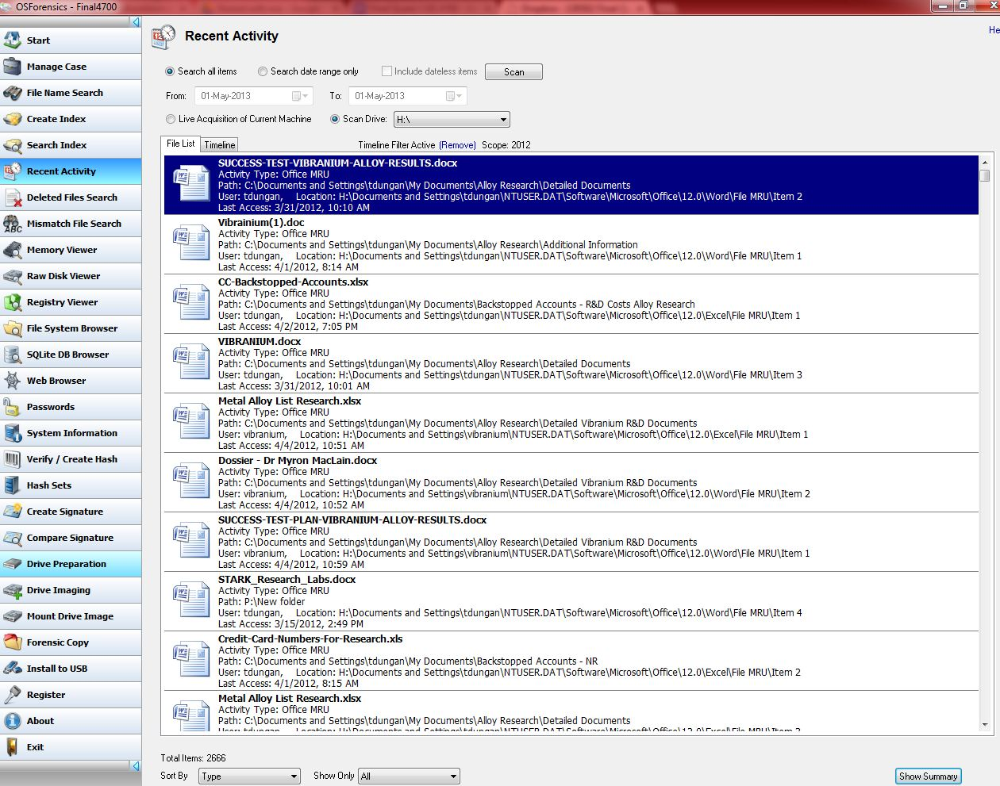 OSForensics - Final4700
Start
Manage Case
File Name Search
Create Index
Search Index
Recent Activity
Deleted Files Search
Mismatch File Search
Memory Viewer
Raw Disk Viewer
Registry Viewer
File System Browser
SQLite DB Browser
Web Browser
Passwords
System Information
Verify / Create Hash
Hash Sets
Create Signature
Compare Signature
Drive Preparation
Drive Imaging
Mount Drive Image
Forensic Copy
Install to USB
Register
About
Exit
Recent Activity
He
Search all items Search date range only Include dateless items Scan
From: 01-May-2013 To: 01-May-2013
Live Acquisition of Current Machine Scan Drive: H:\
File List Timeline Timeline Filter Active (Remove) Scope: 2012
SUCCESS-TEST-VIBRANIUM-ALLOY-RESULTS.docx
Activity Type: Office MRU
Path: C:\Documents and Settings\tdungan\My Documents\Alloy Research\Detailed Documents
User: tdungan, Location: H:\Documents and Settings\tdungan\NTUSER.DAT\Software\Microsoft\Office\12.0\Word\File MRU\Item 2
Last Access: 3/31/2012, 10:10 AM
Vibrainium(1).doc
Activity Type: Office MRU
Path: C:\Documents and Settings\tdungan\My Documents\Alloy Research\Additional Information
User: tdungan, Location: H:\Documents and Settings\tdungan\NTUSER.DAT\Software\Microsoft\Office\12.0\Word\File MRU\Item 1
Last Access: 4/1/2012, 8:14 AM
CC-Backstopped-Accounts.xlsx
Activity Type: Office MRU
Path: C:\Documents and Settings\tdungan\My Documents\Backstopped Accounts - R&D Costs Alloy Research
User: tdungan, Location: H:\Documents and Settings\tdungan\NTUSER.DAT\Software\Microsoft\Office\12.0\Excel\File MRU\Item 1
Last Access: 4/2/2012, 7:05 PM
VIBRANIUM.docx
Activity Type: Office MRU
Path: C:\Documents and Settings\tdungan\My Documents\Alloy Research\Detailed Documents
User: tdungan, Location: H:\Documents and Settings\tdungan\NTUSER.DAT\Software\Microsoft\Office\12.0\Word\File MRU\Item 3
Last Access: 3/31/2012, 10:01 AM
Metal Alloy List Research.xlsx
Activity Type: Office MRU
Path: C:\Documents and Settings\tdungan\My Documents\Alloy Research\Detailed Vibranium R&D Documents
User: vibranium, Location: H:\Documents and Settings\vibranium\NTUSER.DAT\Software\Microsoft\Office\12.0\Excel\File MRU\Item 1
Last Access: 4/4/2012, 10:51 AM
Dossier - Dr Myron MacLain.docx
Activity Type: Office MRU
Path: C:\Documents and Settings\tdungan\My Documents\Alloy Research\Detailed Vibranium R&D Documents
User: vibranium, Location: H:\Documents and Settings\vibranium\NTUSER.DAT\Software\Microsoft\Office\12.0\Word\File MRU\Item 2
Last Access: 4/4/2012, 10:52 AM
SUCCESS-TEST-PLAN-VIBRANIUM-ALLOY-RESULTS.docx
Activity Type: Office MRU
Path: C:\Documents and Settings\tdungan\My Documents\Alloy Research\Detailed Vibranium R&D Documents
User: vibranium, Location: H:\Documents and Settings\vibranium\NTUSER.DAT\Software\Microsoft\Office\12.0\Word\File MRU\Item 1
Last Access: 4/4/2012, 10:59 AM
STARK_Research_Labs.docx
Activity Type: Office MRU
Path: P:\New folder
User: tdungan, Location: H:\Documents and Settings\tdungan\NTUSER.DAT\Software\Microsoft\Office\12.0\Word\File MRU\Item 4
Last Access: 3/15/2012, 2:49 PM
Credit-Card-Numbers-For-Research.xls
Activity Type: Office MRU
Path: C:\Documents and Settings\tdungan\My Documents\Backstopped Accounts - NR
User: tdungan, Location: H:\Documents and Settings\tdungan\NTUSER.DAT\Software\Microsoft\Office\12.0\Excel\File MRU\Item 2
Last Access: 4/1/2012, 8:15 AM
Metal Alloy List Research.xlsx
Activity Type: Office MRU
Path: C:\Documents and Settings\tdungan\My Documents\Alloy Research\Detailed Documents
User: tdungan, Location: H:\Documents and Settings\tdungan\NTUSER.DAT\Software\Microsoft\Office\12.0\Excel\File MRU\Item
Total Items: 2666
Sort By Type Show Only All Show Summary